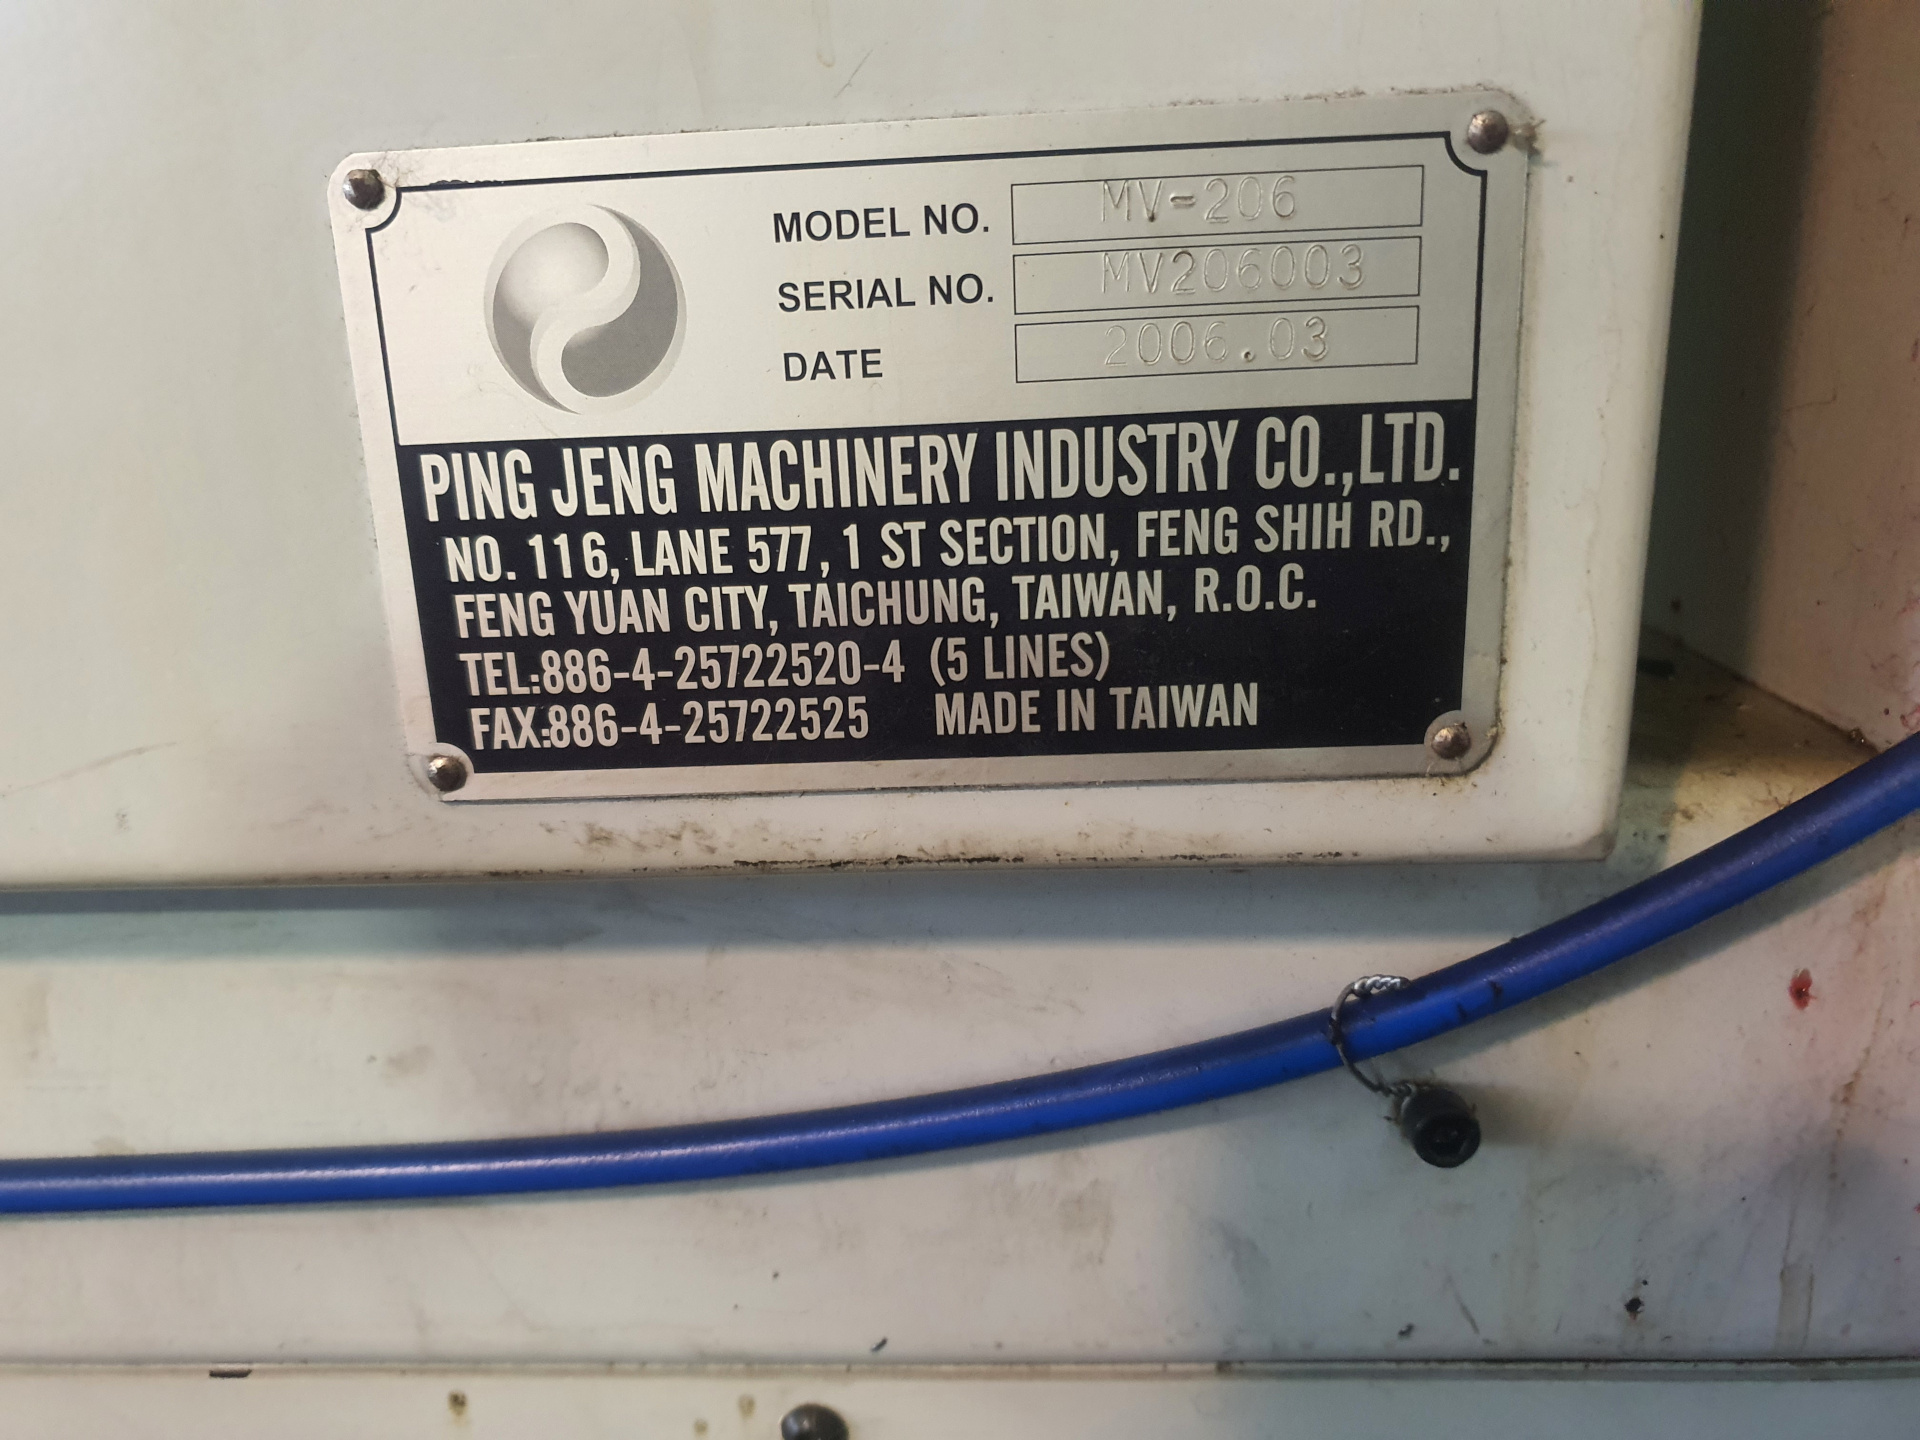 MODEL NO. MV-206
SERIAL NO. MV206003
DATE 2006.03
PING JENG MACHINERY INDUSTRY CO.,LTD.
NO. 116, LANE 577, 1 ST SECTION, FENG SHIH RD.,
FENG YUAN CITY, TAICHUNG, TAIWAN, R.O.C.
TEL:886-4-25722520-4 (5 LINES)
FAX:886-4-25722525 MADE IN TAIWAN